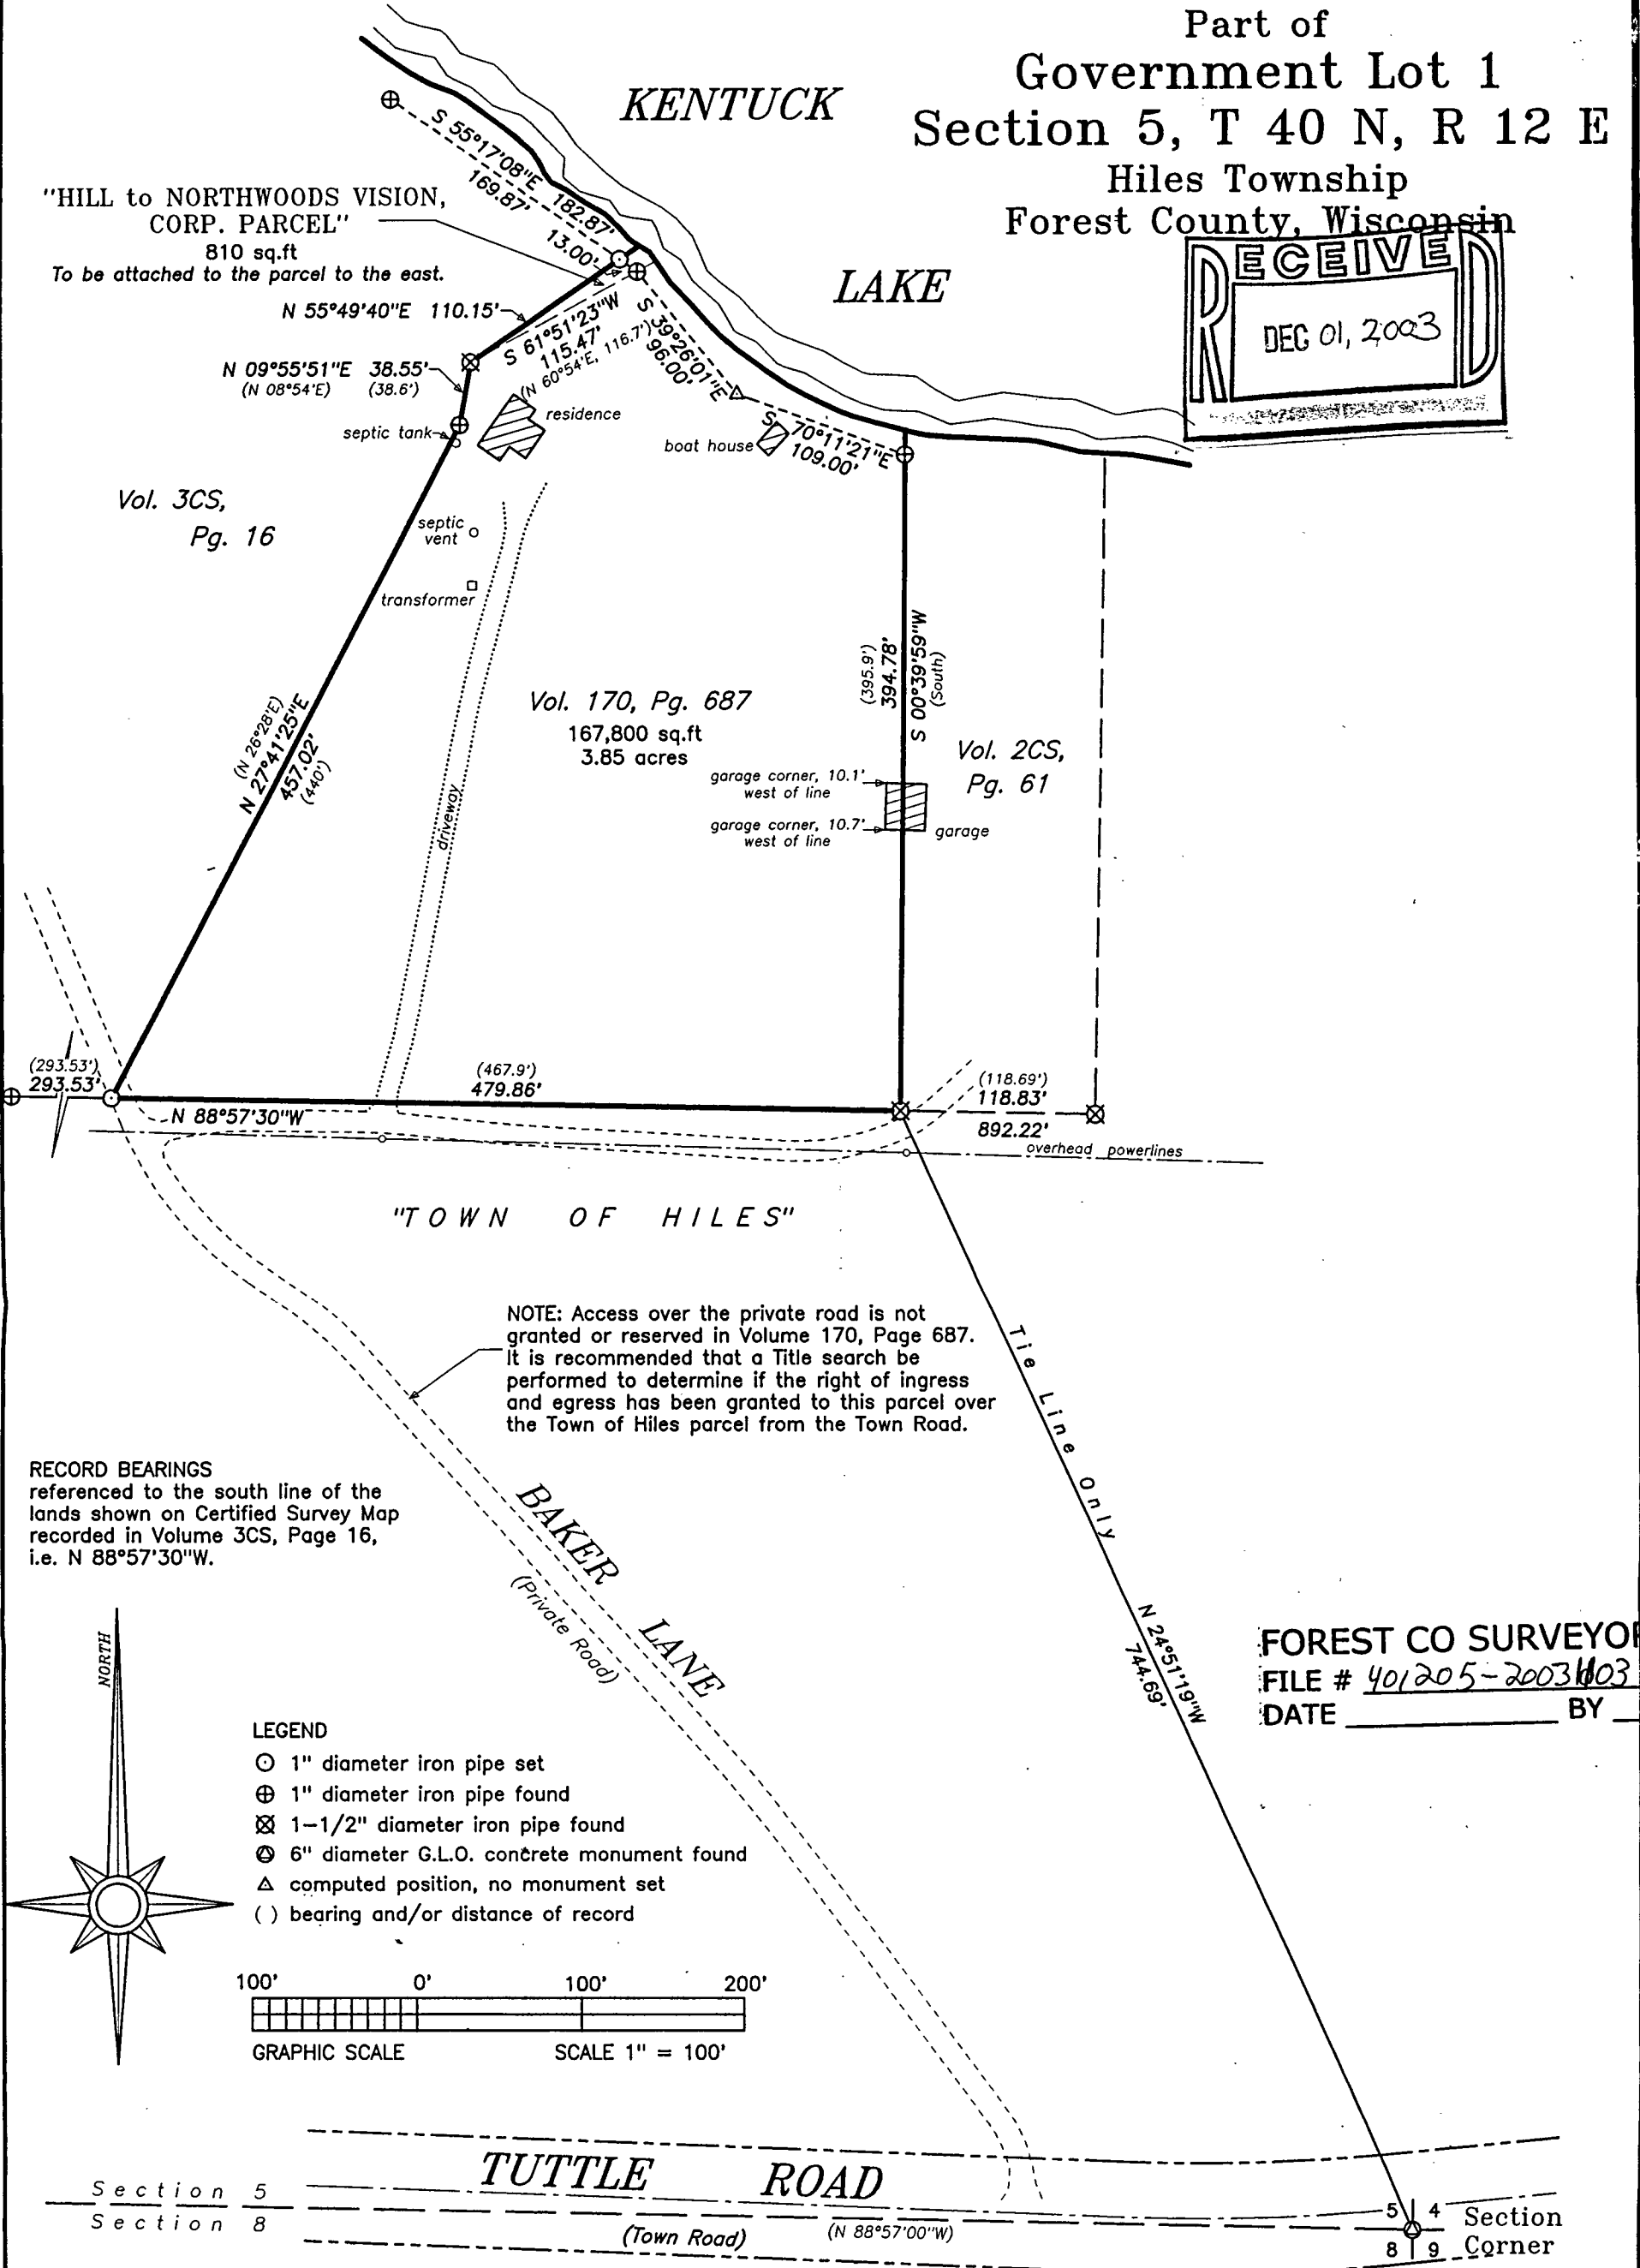 Part of
Government Lot 1
Section 5, T 40 N, R 12 E
Hiles Township
Forest County, Wisconsin
RECEIVED
DEC 01, 2003
KENTUCK
LAKE
S 55°17'08"E
169.87'
182.87'
13.00'
"HILL to NORTHWOODS VISION,
CORP. PARCEL"
810 sq.ft
To be attached to the parcel to the east.
N 55°49'40"E 110.15'
S 61°51'23"W
115.47'
(N 60°54'E, 116.7')
S 39°26'01"E
96.00'
N 09°55'51"E 38.55'
(N 08°54'E) (38.6')
septic tank
residence
boat house
S 70°11'21"E
109.00'
Vol. 3CS,
Pg. 16
septic
vent
transformer
(395.9')
394.78'
S 00°39'59"W
(South)
Vol. 170, Pg. 687
167,800 sq.ft
3.85 acres
(N 26°28'E)
N 27°41'25"E
457.02'
(440')
driveway
garage corner, 10.1'
west of line
garage corner, 10.7'
west of line
garage
Vol. 2CS,
Pg. 61
(293.53')
293.53'
(467.9')
479.86'
N 88°57'30"W
(118.69')
118.83'
892.22'
overhead powerlines
"TOWN OF HILES"
NOTE: Access over the private road is not
granted or reserved in Volume 170, Page 687.
It is recommended that a Title search be
performed to determine if the right of ingress
and egress has been granted to this parcel over
the Town of Hiles parcel from the Town Road.
Tie Line Only
N 24°51'19"W
744.69'
RECORD BEARINGS
referenced to the south line of the
lands shown on Certified Survey Map
recorded in Volume 3CS, Page 16,
i.e. N 88°57'30"W.
BAKER LANE
(Private Road)
NORTH
FOREST CO SURVEYOR
FILE # 401205-2003
DATE BY
LEGEND
1" diameter iron pipe set
1" diameter iron pipe found
1-1/2" diameter iron pipe found
6" diameter G.L.O. concrete monument found
computed position, no monument set
( ) bearing and/or distance of record
100' 0' 100' 200'
GRAPHIC SCALE SCALE 1" = 100'
TUTTLE ROAD
Section 5
Section 8
(Town Road)
(N 88°57'00"W)
5 4
8 9
Section
Corner